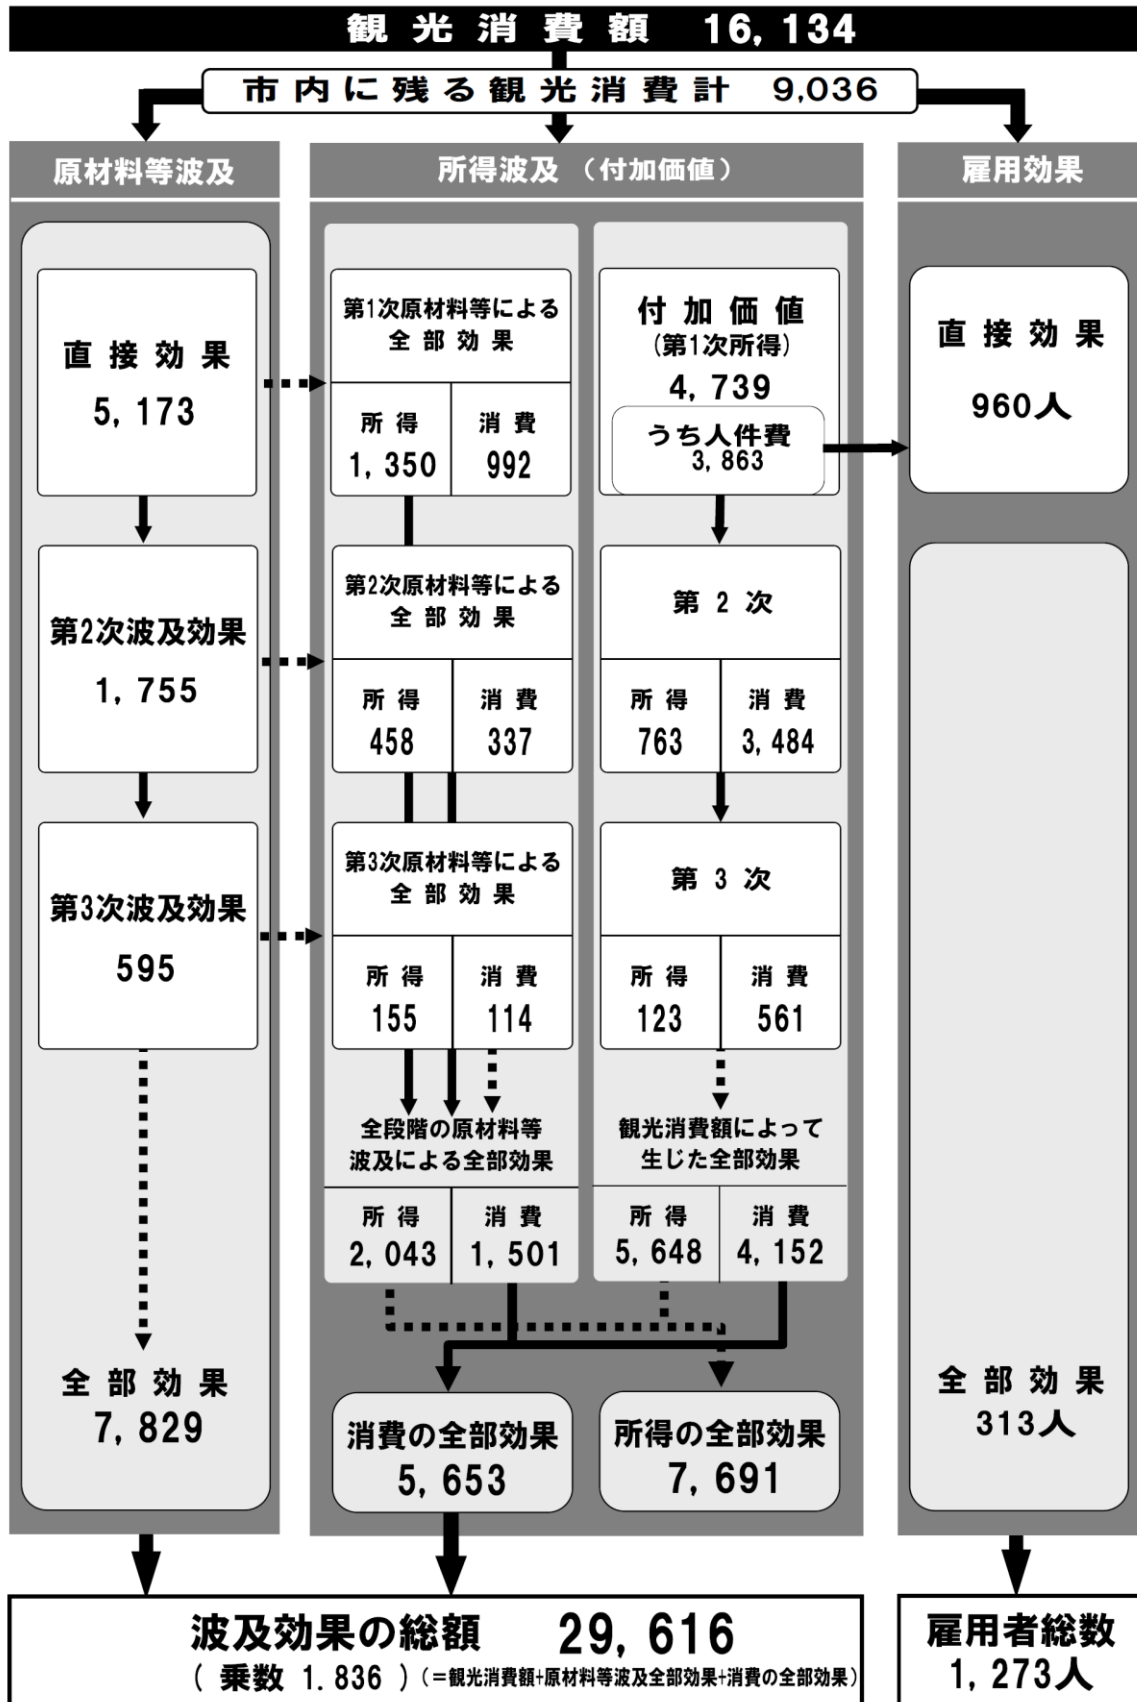 観光消費額 16,134
市内に残る観光消費計 9,036
原材料等波及
直接効果
5,173
第2次波及効果
1,755
第3次波及効果
595
全部効果
7,829
所得波及（付加価値）
第1次原材料等による
全部効果
所得 消費
1,350 992
第2次原材料等による
全部効果
所得 消費
458 337
第3次原材料等による
全部効果
所得 消費
155 114
全段階の原材料等
波及による全部効果
所得 消費
2,043 1,501
付加価値
(第1次所得)
4,739
うち人件費
3,863
第2次
所得 消費
763 3,484
第3次
所得 消費
123 561
観光消費額によって
生じた全部効果
所得 消費
5,648 4,152
消費の全部効果
5,653
所得の全部効果
7,691
雇用効果
直接効果
960人
全部効果
313人
波及効果の総額 29,616
(乗数 1.836) (=観光消費額+原材料等波及全部効果+消費の全部効果)
雇用者総数
1,273人